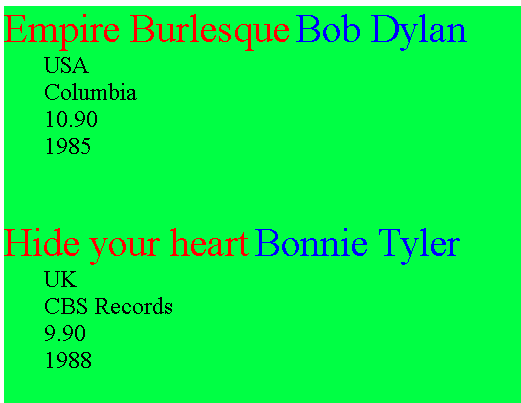 Empire Burlesque Bob Dylan
USA
Columbia
10.90
1985
Hide your heart Bonnie Tyler
UK
CBS Records
9.90
1988